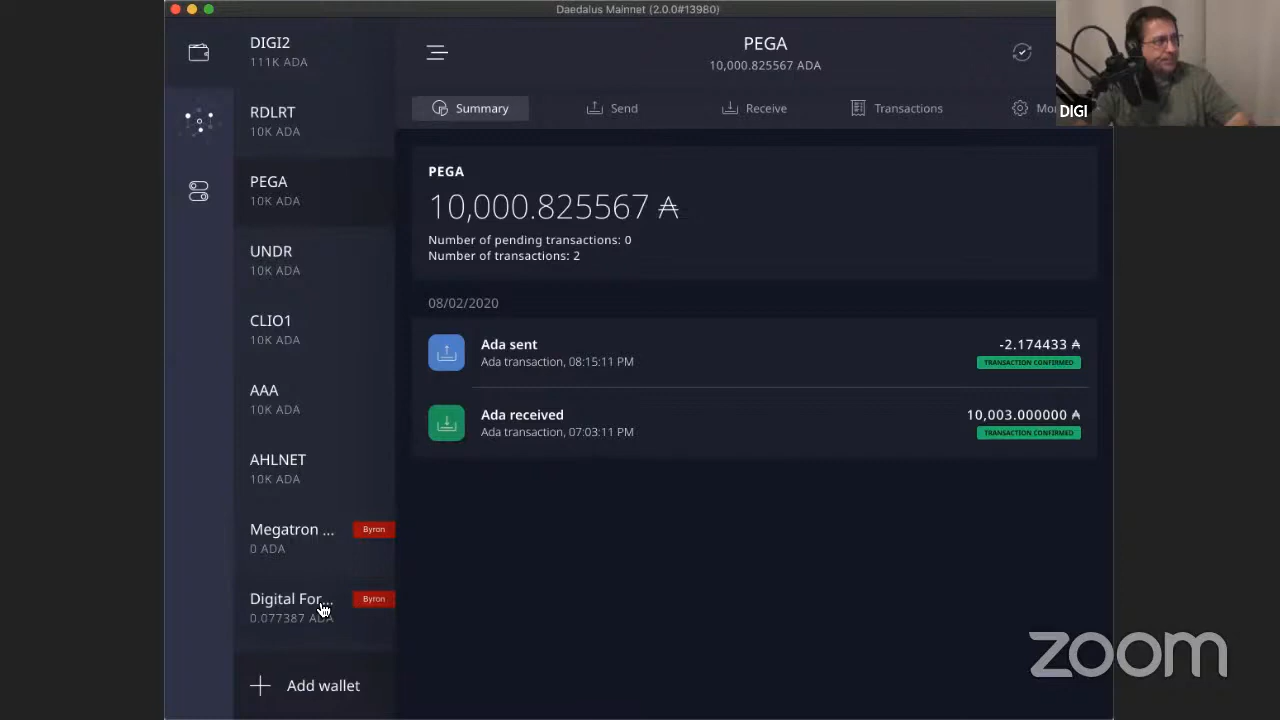 Daedalus Mainnet (2.0.0#13980)
DIGI2
111K ADA
RDLRT
10K ADA
PEGA
10K ADA
UNDR
10K ADA
CLIO1
10K ADA
AAA
10K ADA
AHLNET
10K ADA
Megatron ...
Byron
0 ADA
Digital For...
Byron
0.077387 ADA
Add wallet
PEGA
10,000.825567 ADA
Summary
Send
Receive
Transactions
Mo
PEGA
10,000.825567 ₳
Number of pending transactions: 0
Number of transactions: 2
08/02/2020
Ada sent
-2.174433 ₳
Ada transaction, 08:15:11 PM
TRANSACTION CONFIRMED
Ada received
10,003.000000 ₳
Ada transaction, 07:03:11 PM
TRANSACTION CONFIRMED
DIGI
zoom